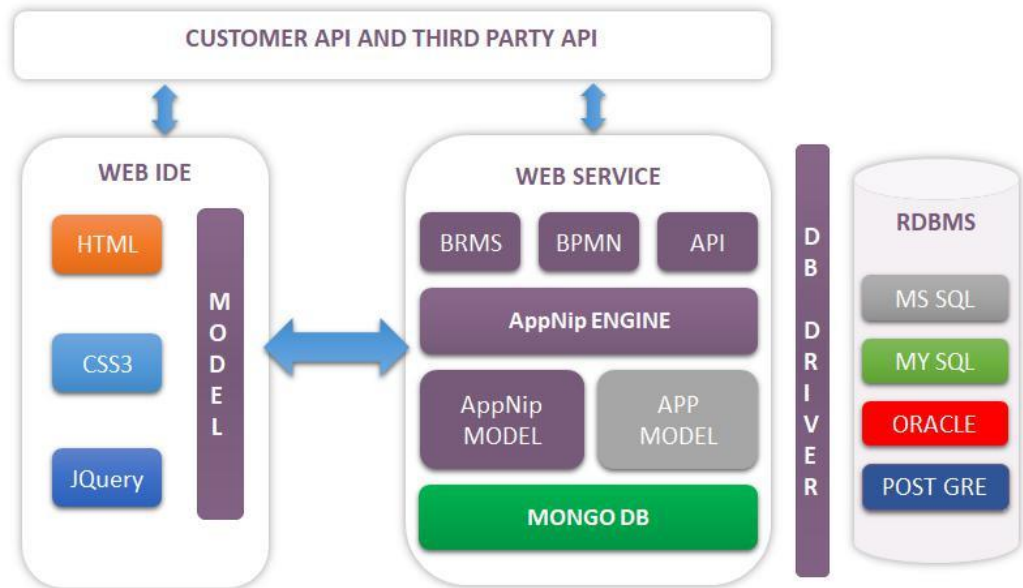 CUSTOMER API AND THIRD PARTY API
WEB IDE
HTML
CSS3
JQuery
MODEL
WEB SERVICE
BRMS
BPMN
API
AppNip ENGINE
AppNip
MODEL
APP
MODEL
MONGO DB
DB DRIVER
RDBMS
MS SQL
MY SQL
ORACLE
POST GRE